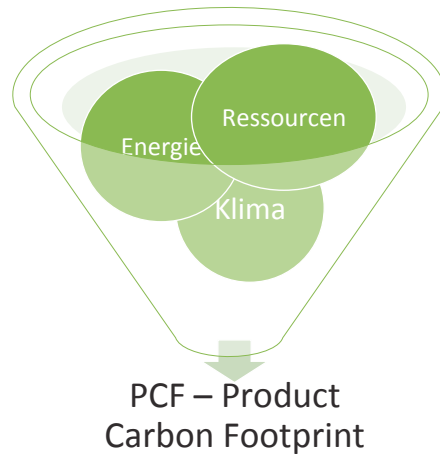 Ressourcen
Energie
Klima
PCF – Product
Carbon Footprint